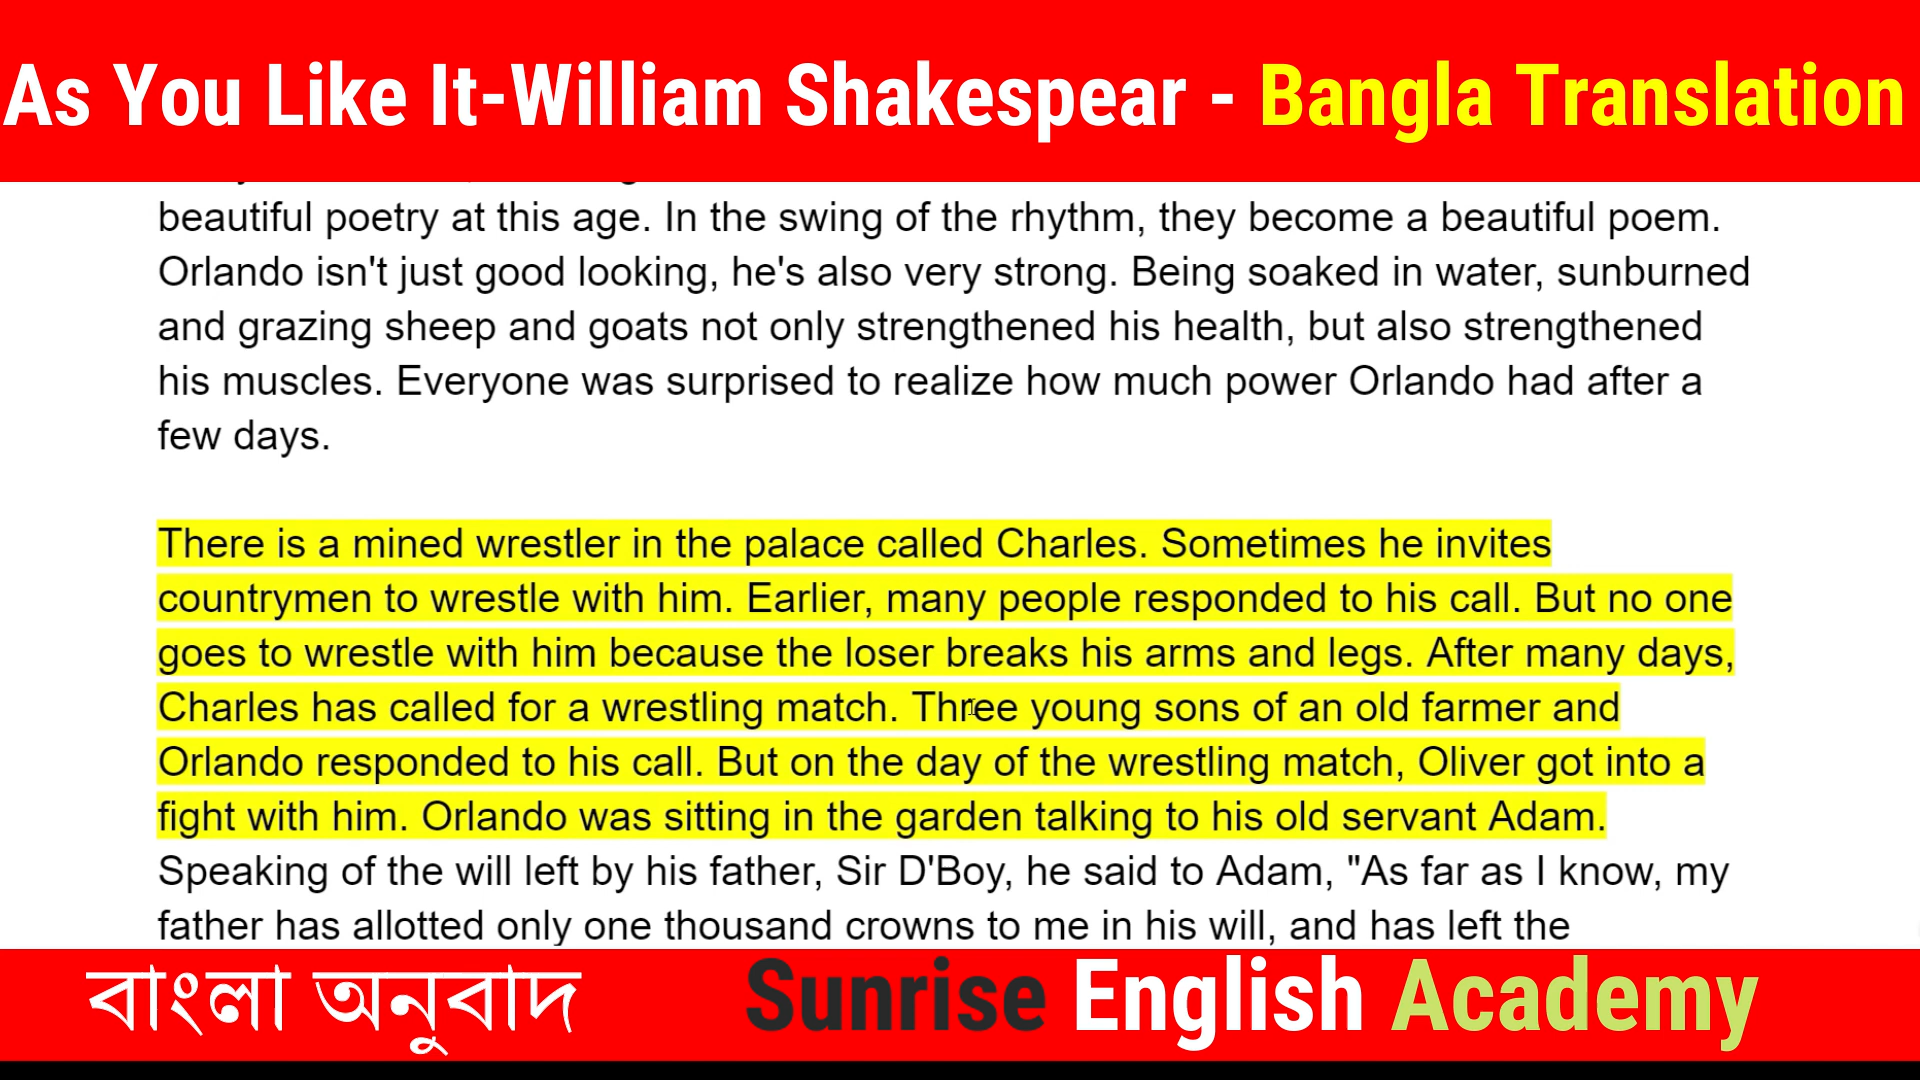 As You Like It-William Shakespear - Bangla Translation
beautiful poetry at this age. In the swing of the rhythm, they become a beautiful poem.
Orlando isn't just good looking, he's also very strong. Being soaked in water, sunburned
and grazing sheep and goats not only strengthened his health, but also strengthened
his muscles. Everyone was surprised to realize how much power Orlando had after a
few days.
There is a mined wrestler in the palace called Charles. Sometimes he invites
countrymen to wrestle with him. Earlier, many people responded to his call. But no one
goes to wrestle with him because the loser breaks his arms and legs. After many days,
Charles has called for a wrestling match. Three young sons of an old farmer and
Orlando responded to his call. But on the day of the wrestling match, Oliver got into a
fight with him. Orlando was sitting in the garden talking to his old servant Adam.
Speaking of the will left by his father, Sir D'Boy, he said to Adam, "As far as I know, my
father has allotted only one thousand crowns to me in his will, and has left the
বাংলা অনুবাদ Sunrise English Academy